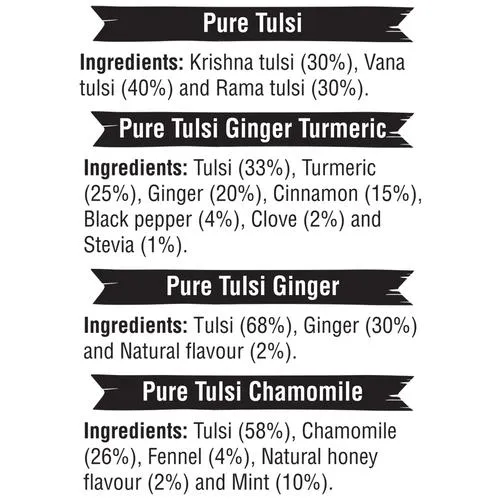 Pure Tulsi
Ingredients: Krishna tulsi (30%), Vana
tulsi (40%) and Rama tulsi (30%).
Pure Tulsi Ginger Turmeric
Ingredients: Tulsi (33%), Turmeric
(25%), Ginger (20%), Cinnamon (15%),
Black pepper (4%), Clove (2%) and
Stevia (1%).
Pure Tulsi Ginger
Ingredients: Tulsi (68%), Ginger (30%)
and Natural flavour (2%).
Pure Tulsi Chamomile
Ingredients: Tulsi (58%), Chamomile
(26%), Fennel (4%), Natural honey
flavour (2%) and Mint (10%).